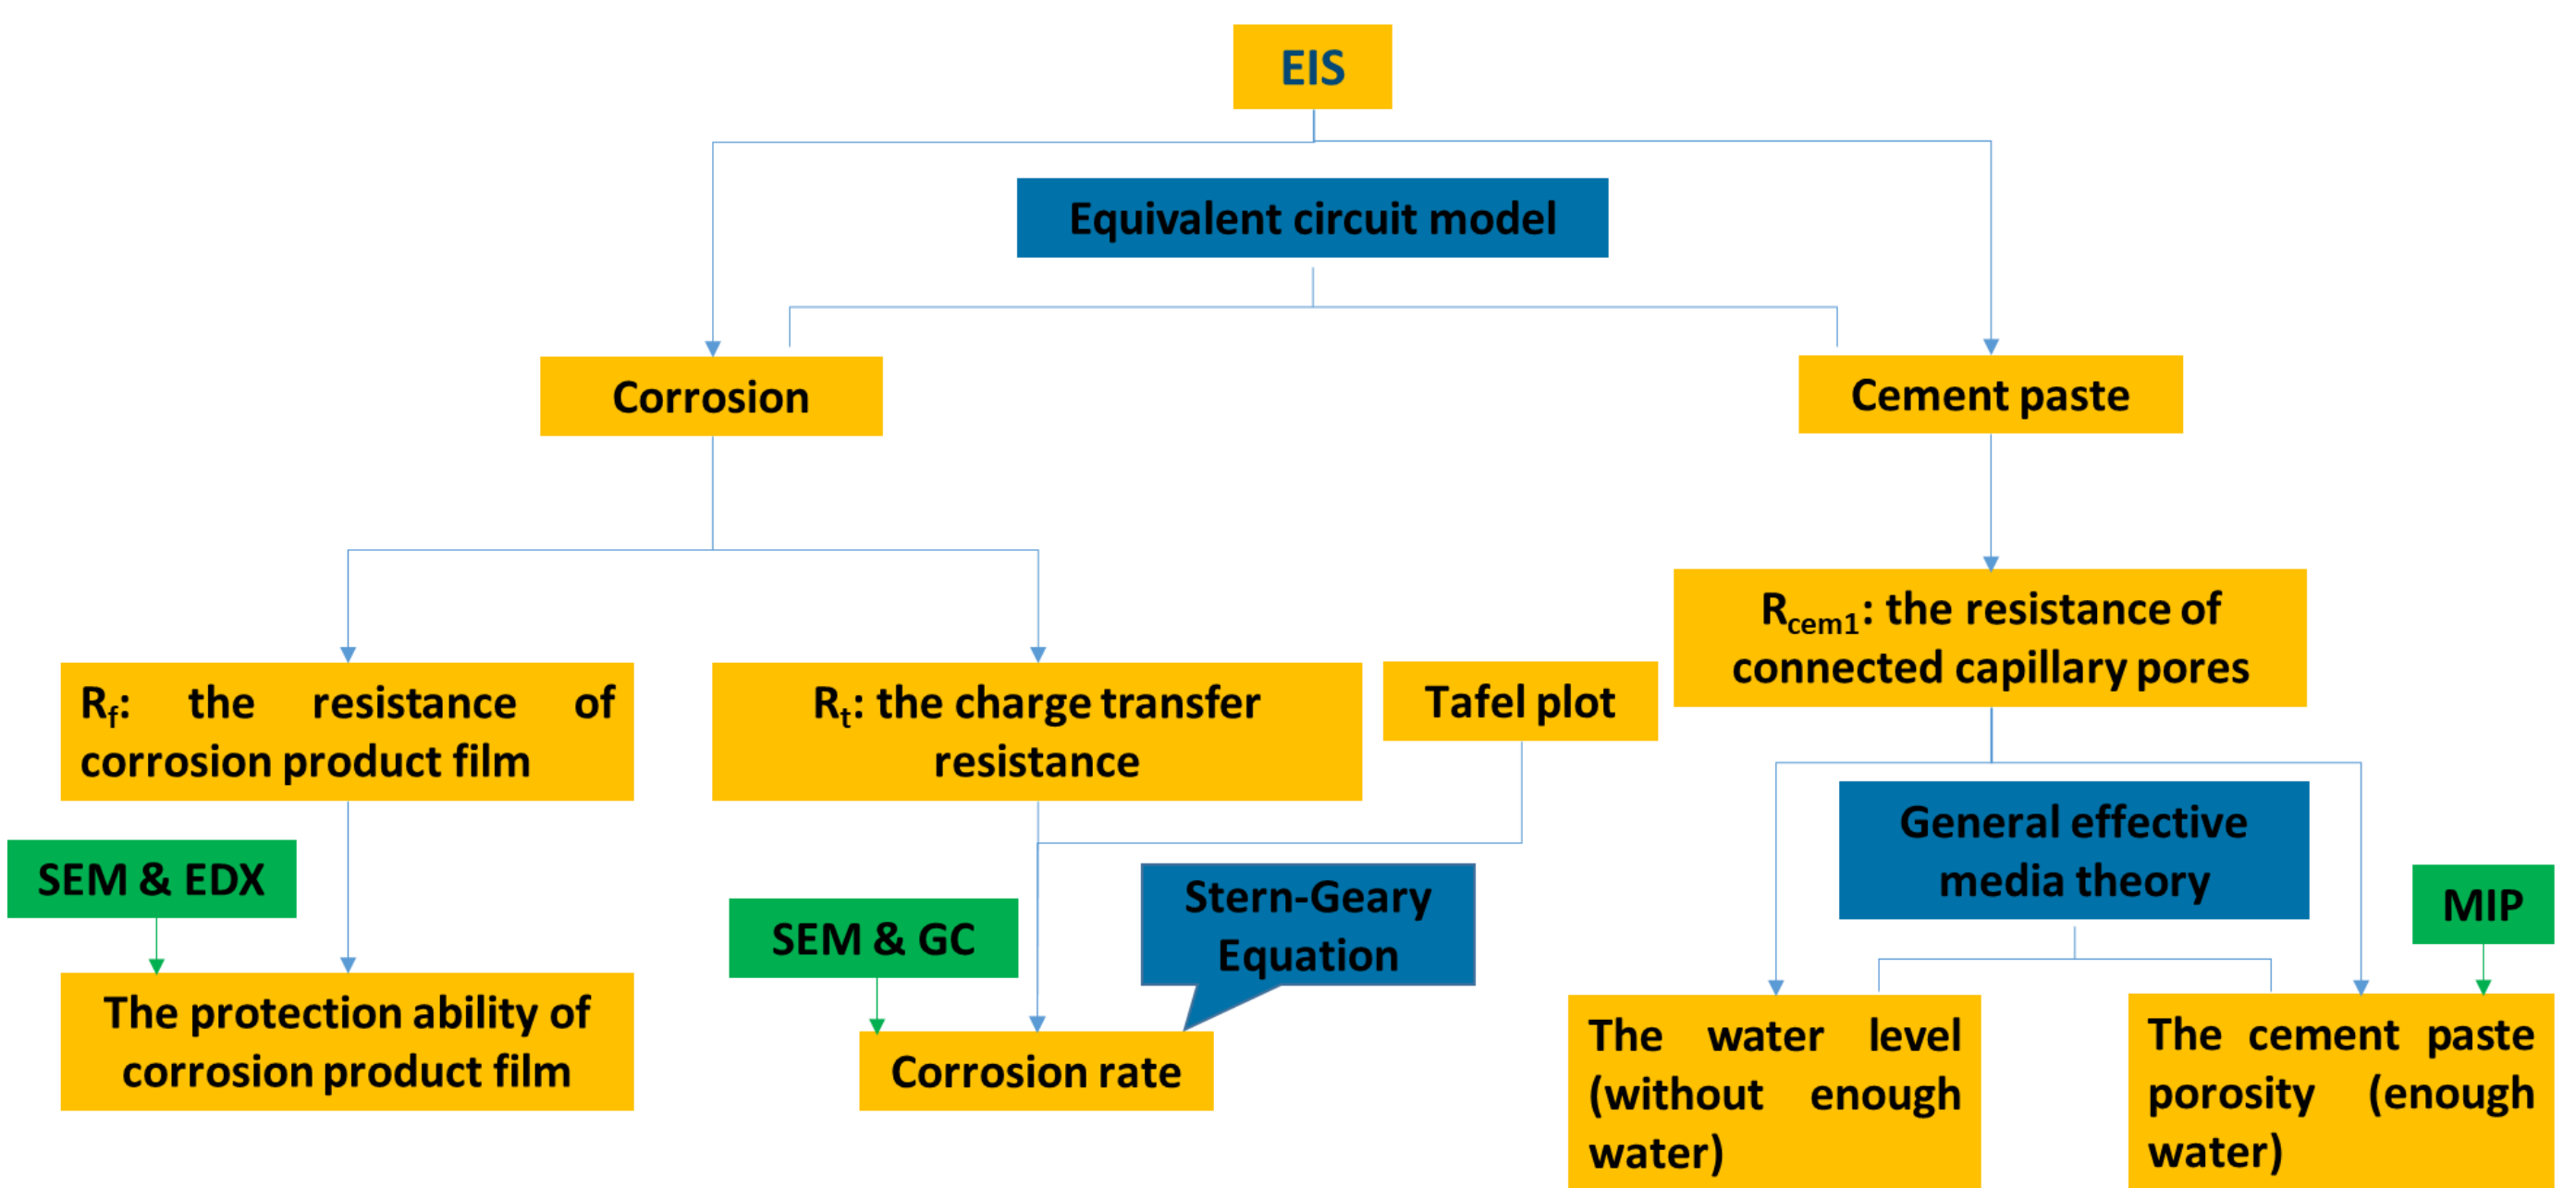 EIS
Equivalent circuit model
Corrosion
Cement paste
R_cem1: the resistance of
connected capillary pores
R_f: the resistance of
corrosion product film
R_t: the charge transfer
resistance
Tafel plot
General effective
media theory
SEM & EDX
SEM & GC
Stern-Geary
Equation
MIP
The protection ability of
corrosion product film
Corrosion rate
The water level
(without enough
water)
The cement paste
porosity (enough
water)